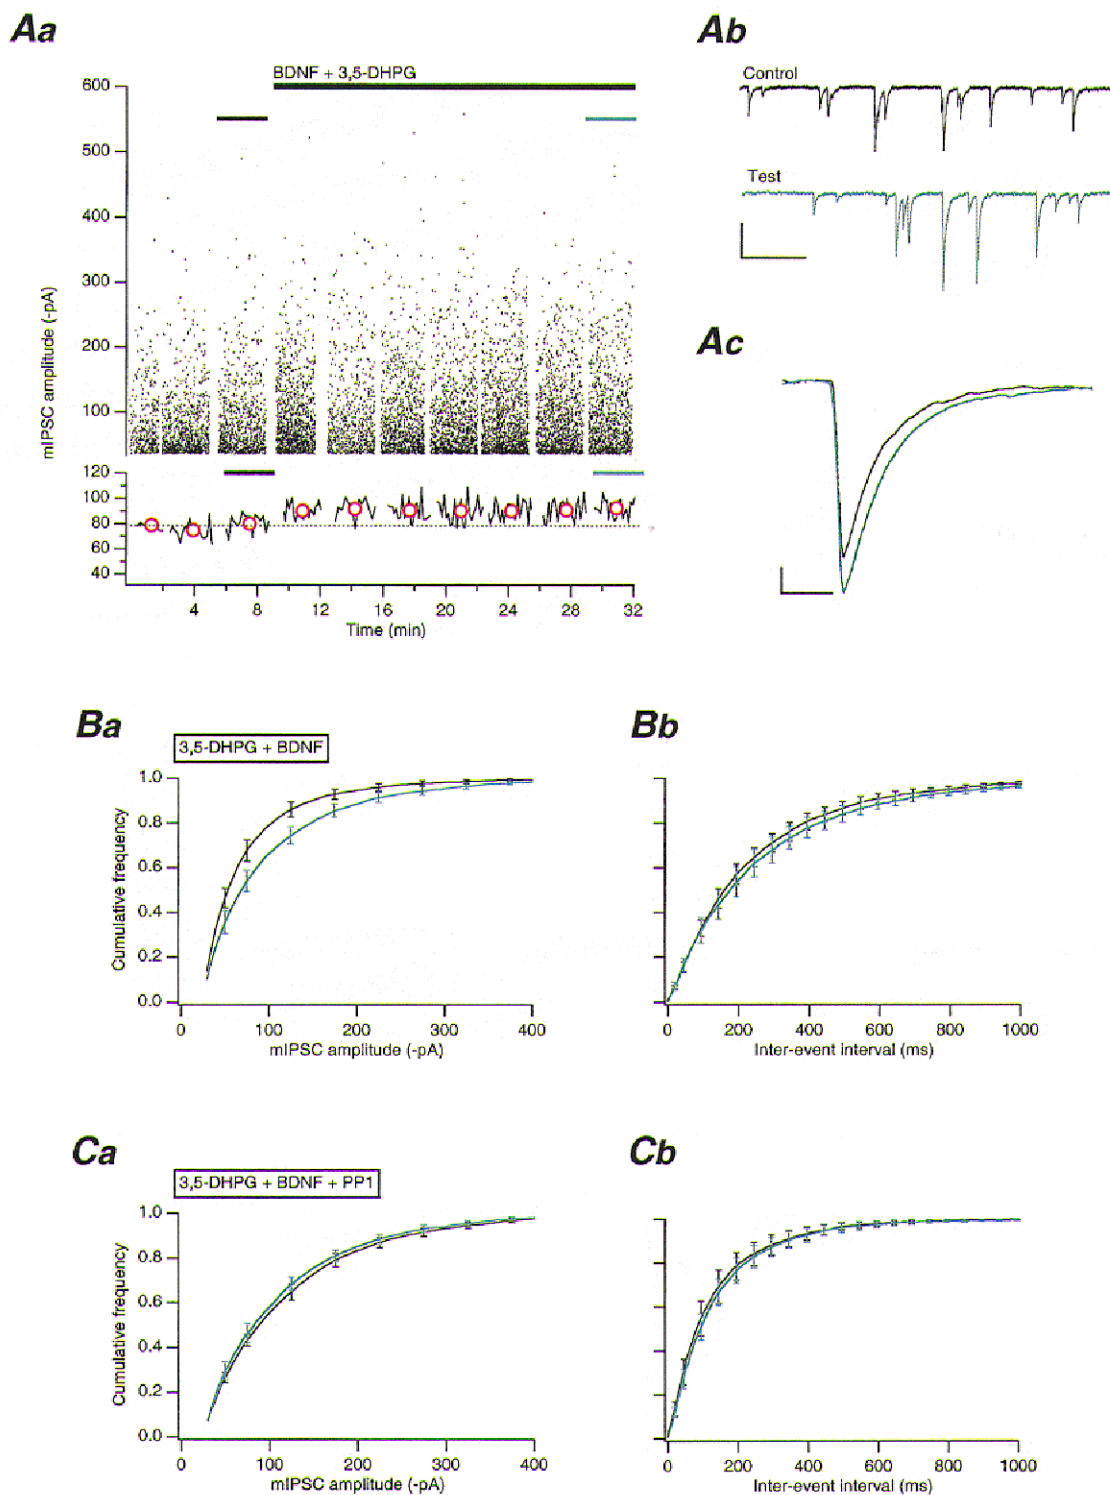 Aa
BDNF + 3,5-DHPG
600
500
400
300
200
100
mIPSC amplitude (-pA)
120
100
80
60
40
4 8 12 16 20 24 28 32
Time (min)
Ab
Control
Test
Ac
Ba
3,5-DHPG + BDNF
1.0
0.8
0.6
0.4
0.2
0.0
Cumulative frequency
0 100 200 300 400
mIPSC amplitude (-pA)
Bb
0 200 400 600 800 1000
Inter-event interval (ms)
Ca
3,5-DHPG + BDNF + PP1
1.0
0.8
0.6
0.4
0.2
0.0
Cumulative frequency
0 100 200 300 400
mIPSC amplitude (-pA)
Cb
0 200 400 600 800 1000
Inter-event interval (ms)